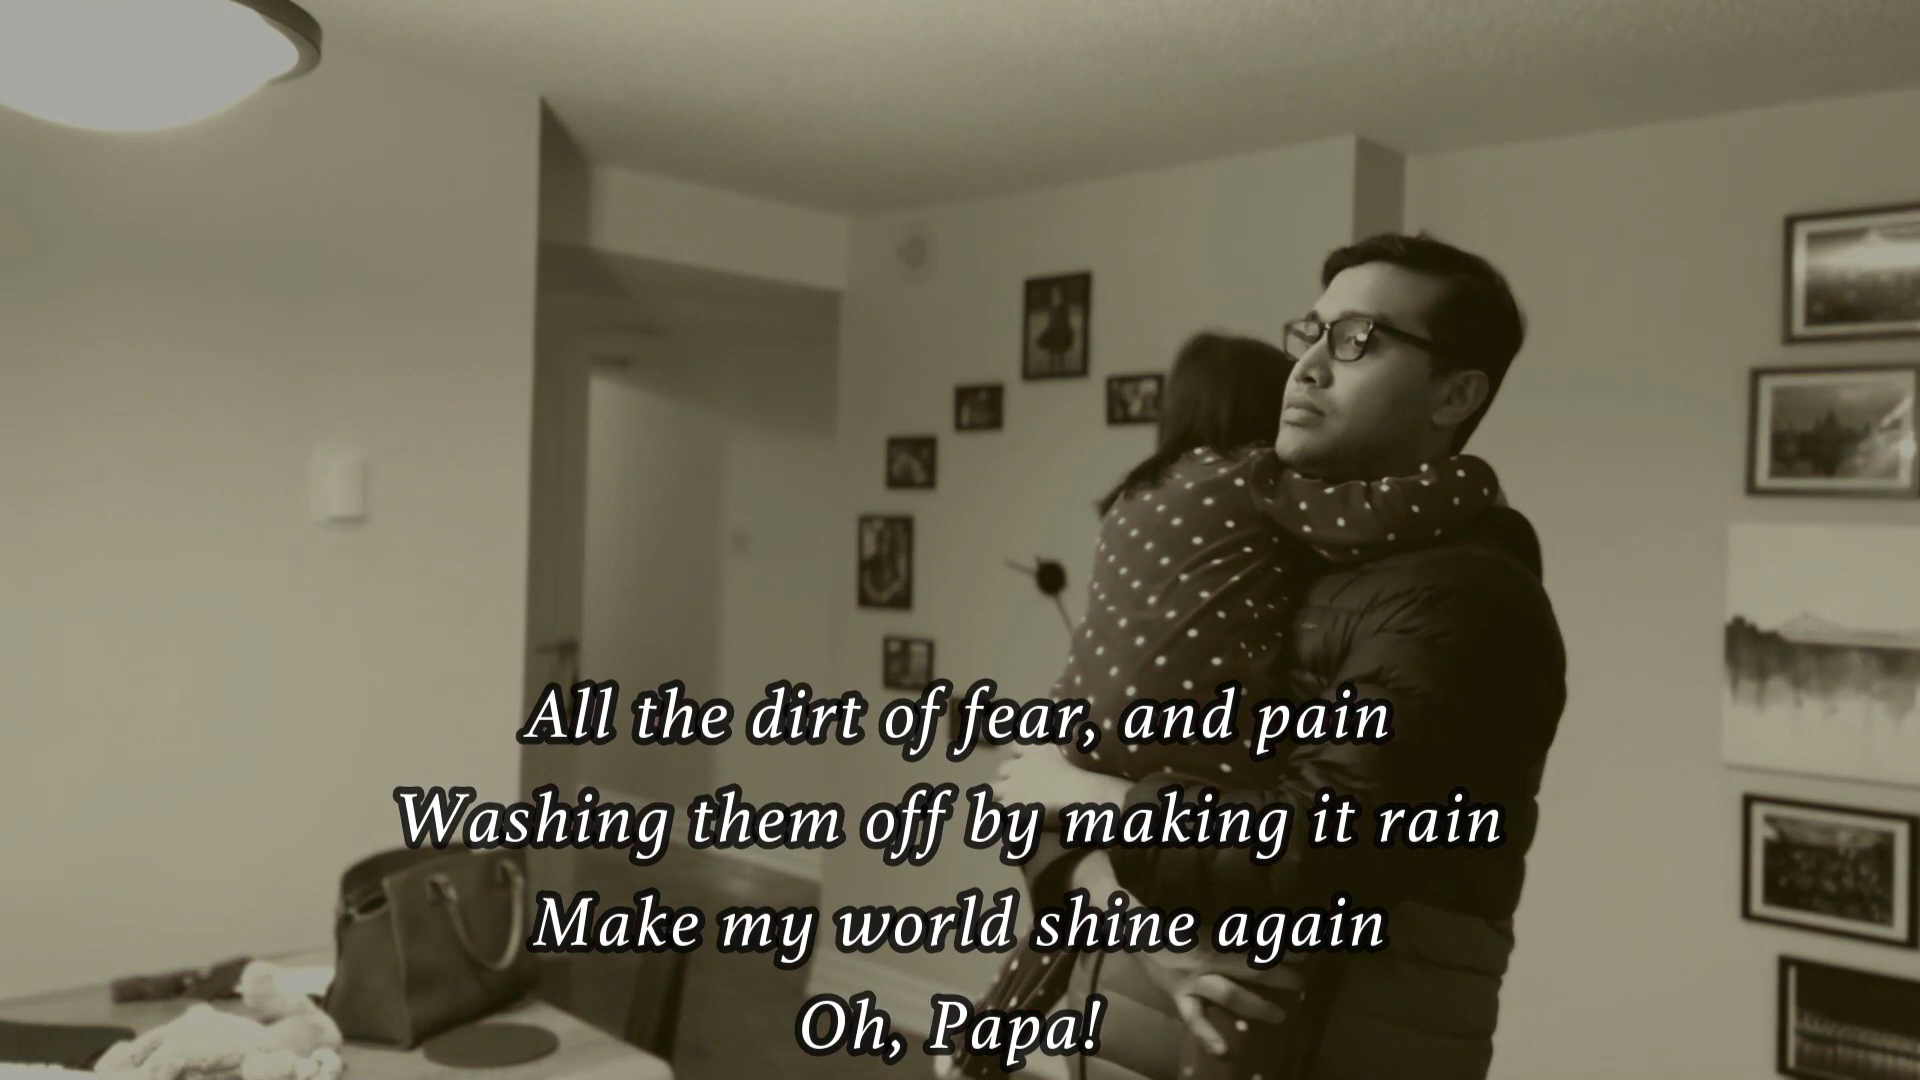 All the dirt of fear, and pain
Washing them off by making it rain
Make my world shine again
Oh, Papa!